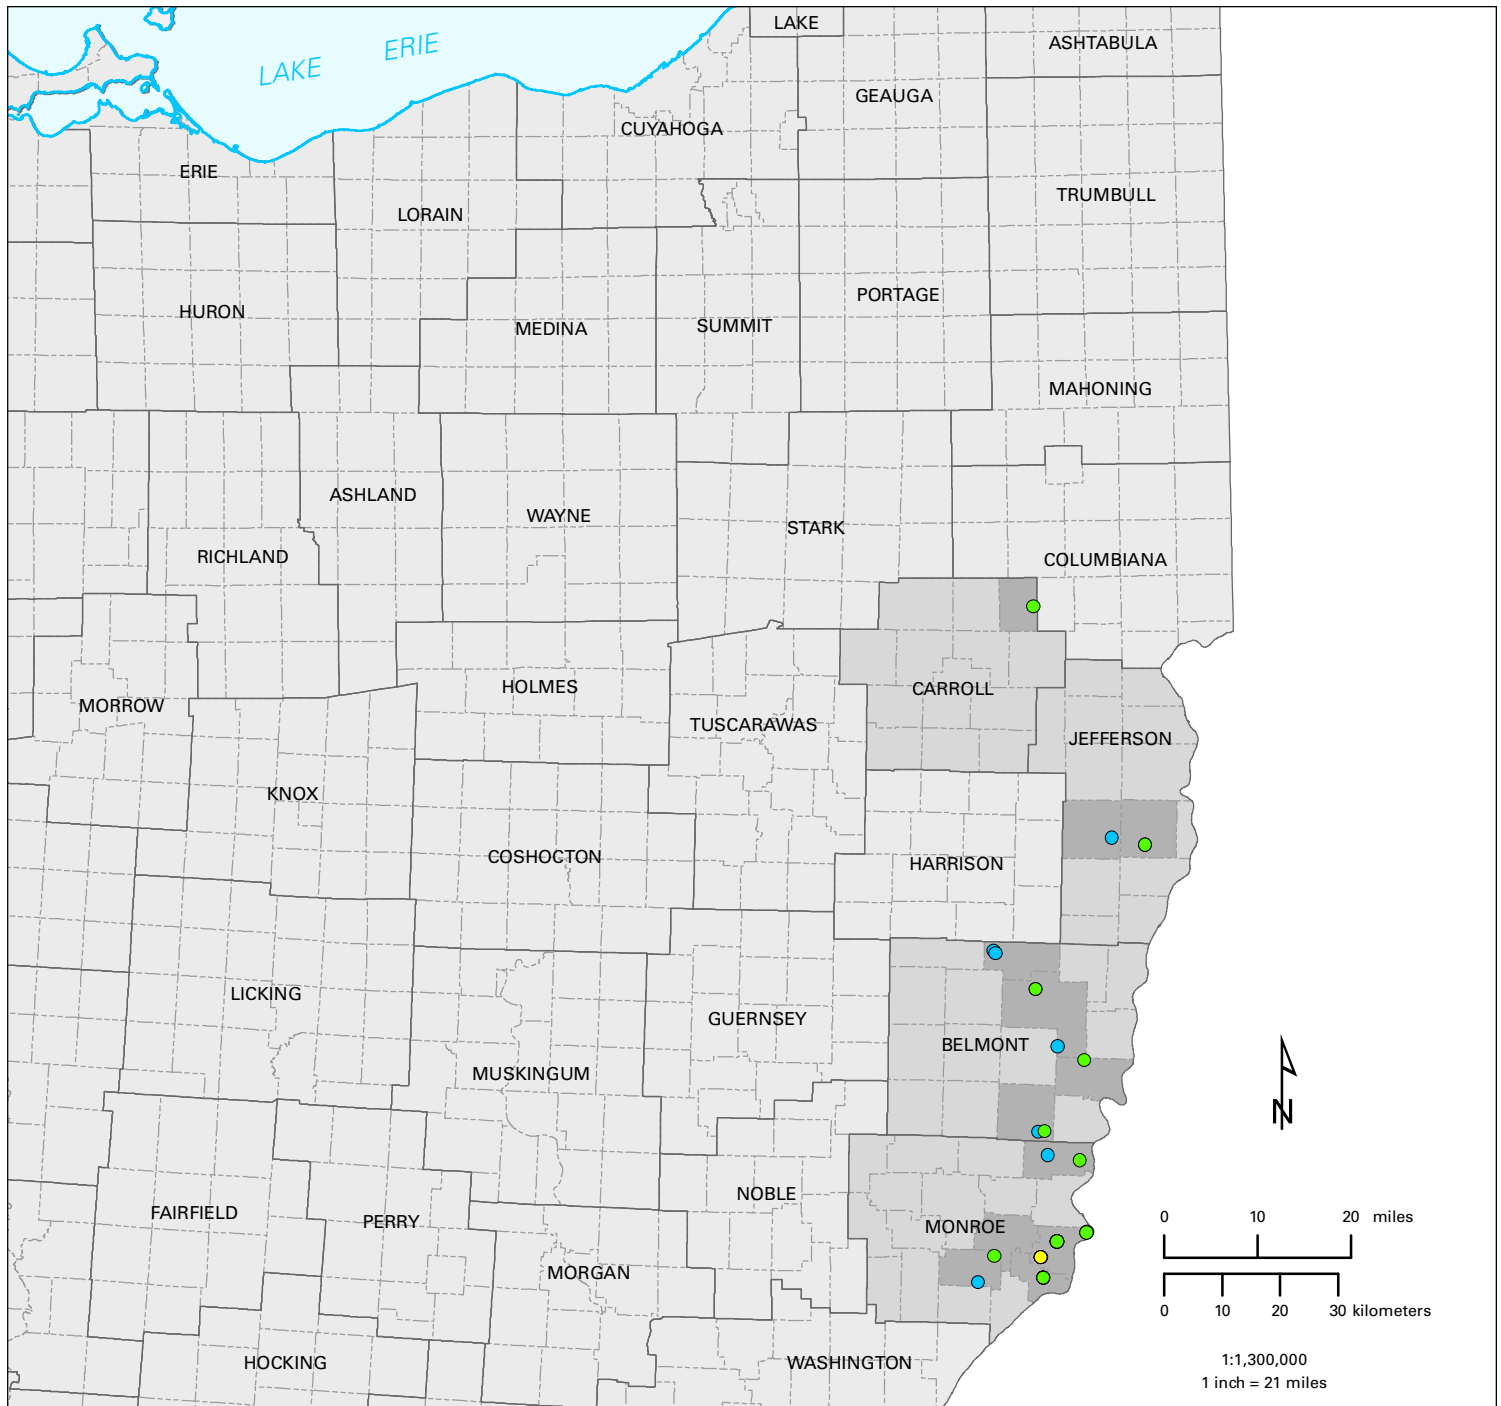 LAKE
ASHTABULA
LAKE ERIE
GEAUGA
CUYAHOGA
ERIE
TRUMBULL
LORAIN
PORTAGE
HURON
MEDINA
SUMMIT
MAHONING
ASHLAND
WAYNE
STARK
RICHLAND
COLUMBIANA
HOLMES
CARROLL
MORROW
TUSCARAWAS
JEFFERSON
KNOX
COSHOCTON
HARRISON
LICKING
GUERNSEY
BELMONT
MUSKINGUM
N
NOBLE
FAIRFIELD
PERRY
MONROE
0 10 20 miles
MORGAN
0 10 20 30 kilometers
HOCKING
WASHINGTON
1:1,300,000
1 inch = 21 miles